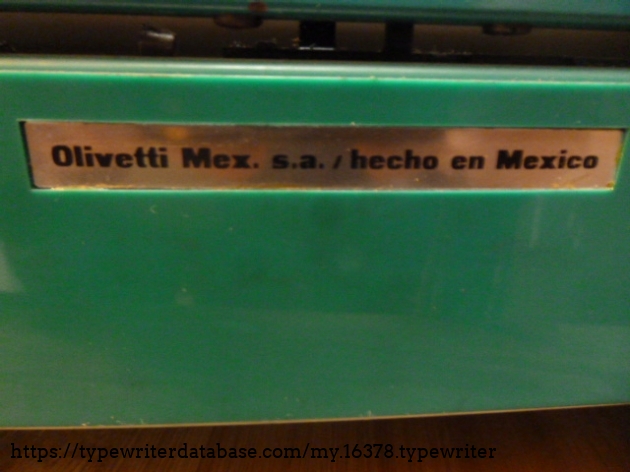 Olivetti Mex. s.a. / hecho en Mexico
https://typewriterdatabase.com/my.16378.typewriter